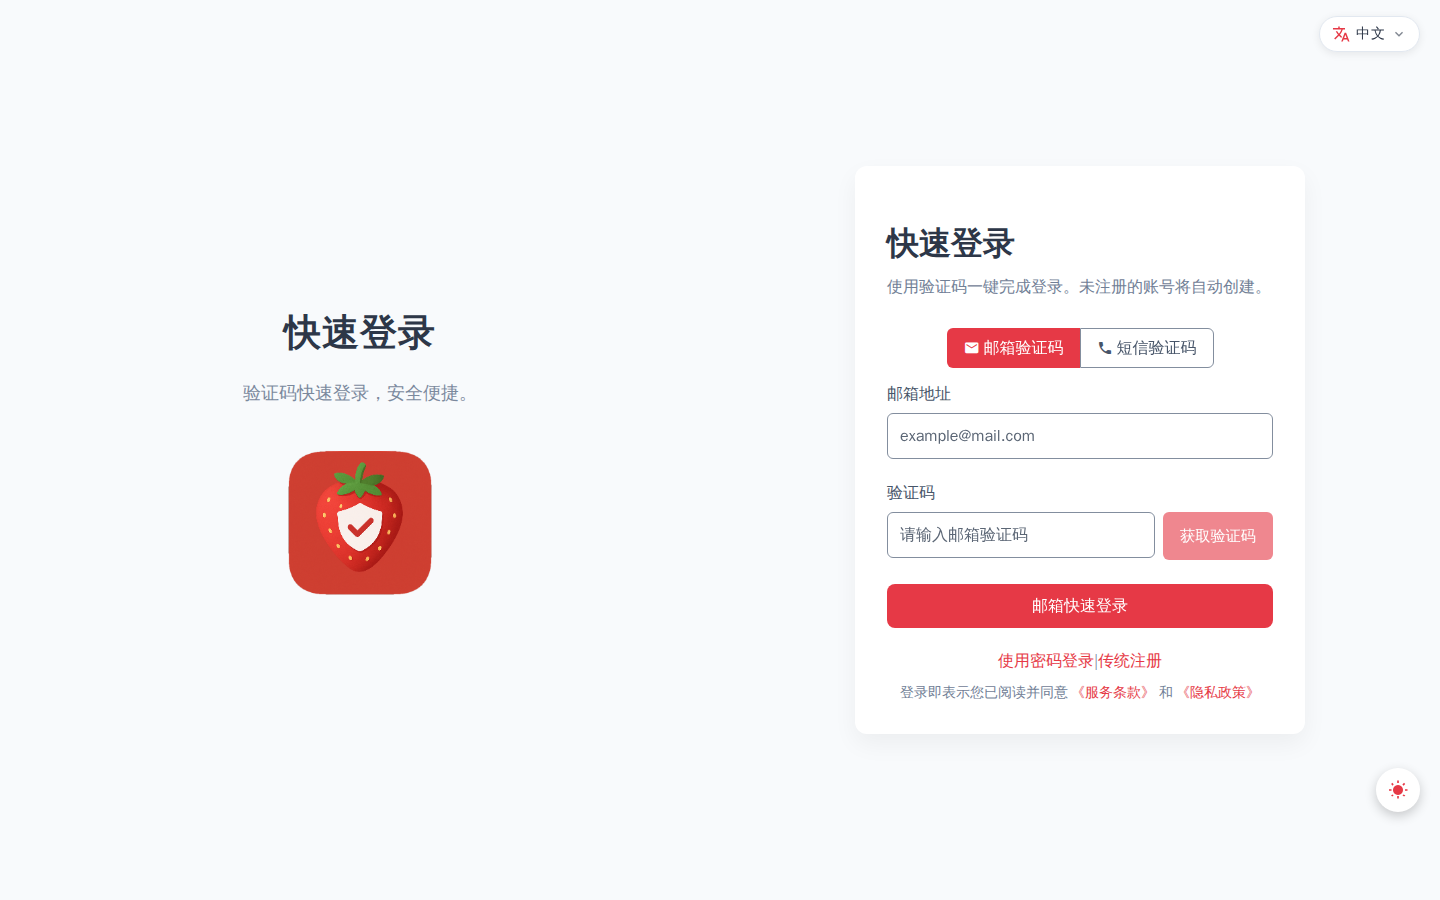 中文
快速登录
验证码快速登录，安全便捷。
快速登录
使用验证码一键完成登录。未注册的账号将自动创建。
邮箱验证码 短信验证码
邮箱地址
example@mail.com
验证码
请输入邮箱验证码 获取验证码
邮箱快速登录
使用密码登录|传统注册
登录即表示您已阅读并同意 《服务条款》 和 《隐私政策》